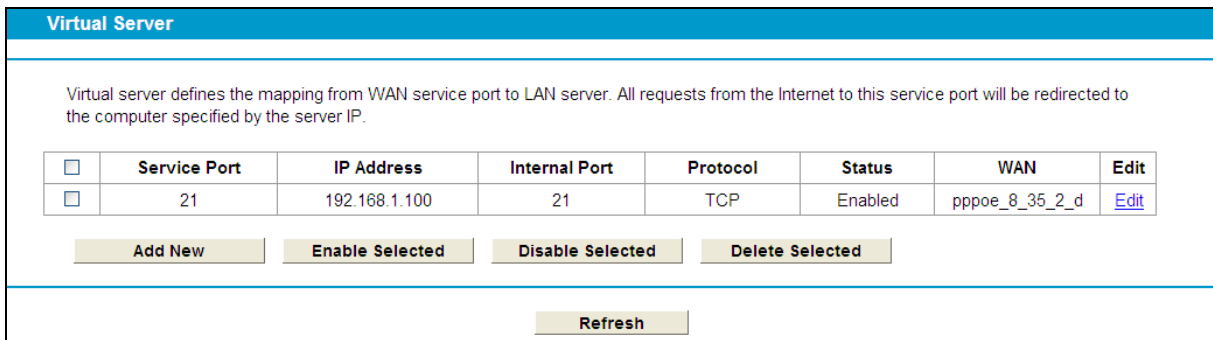 Virtual Server
Virtual server defines the mapping from WAN service port to LAN server. All requests from the Internet to this service port will be redirected to
the computer specified by the server IP.
Service Port IP Address Internal Port Protocol Status WAN Edit
21 192.168.1.100 21 TCP Enabled pppoe_8_35_2_d Edit
Add New Enable Selected Disable Selected Delete Selected
Refresh